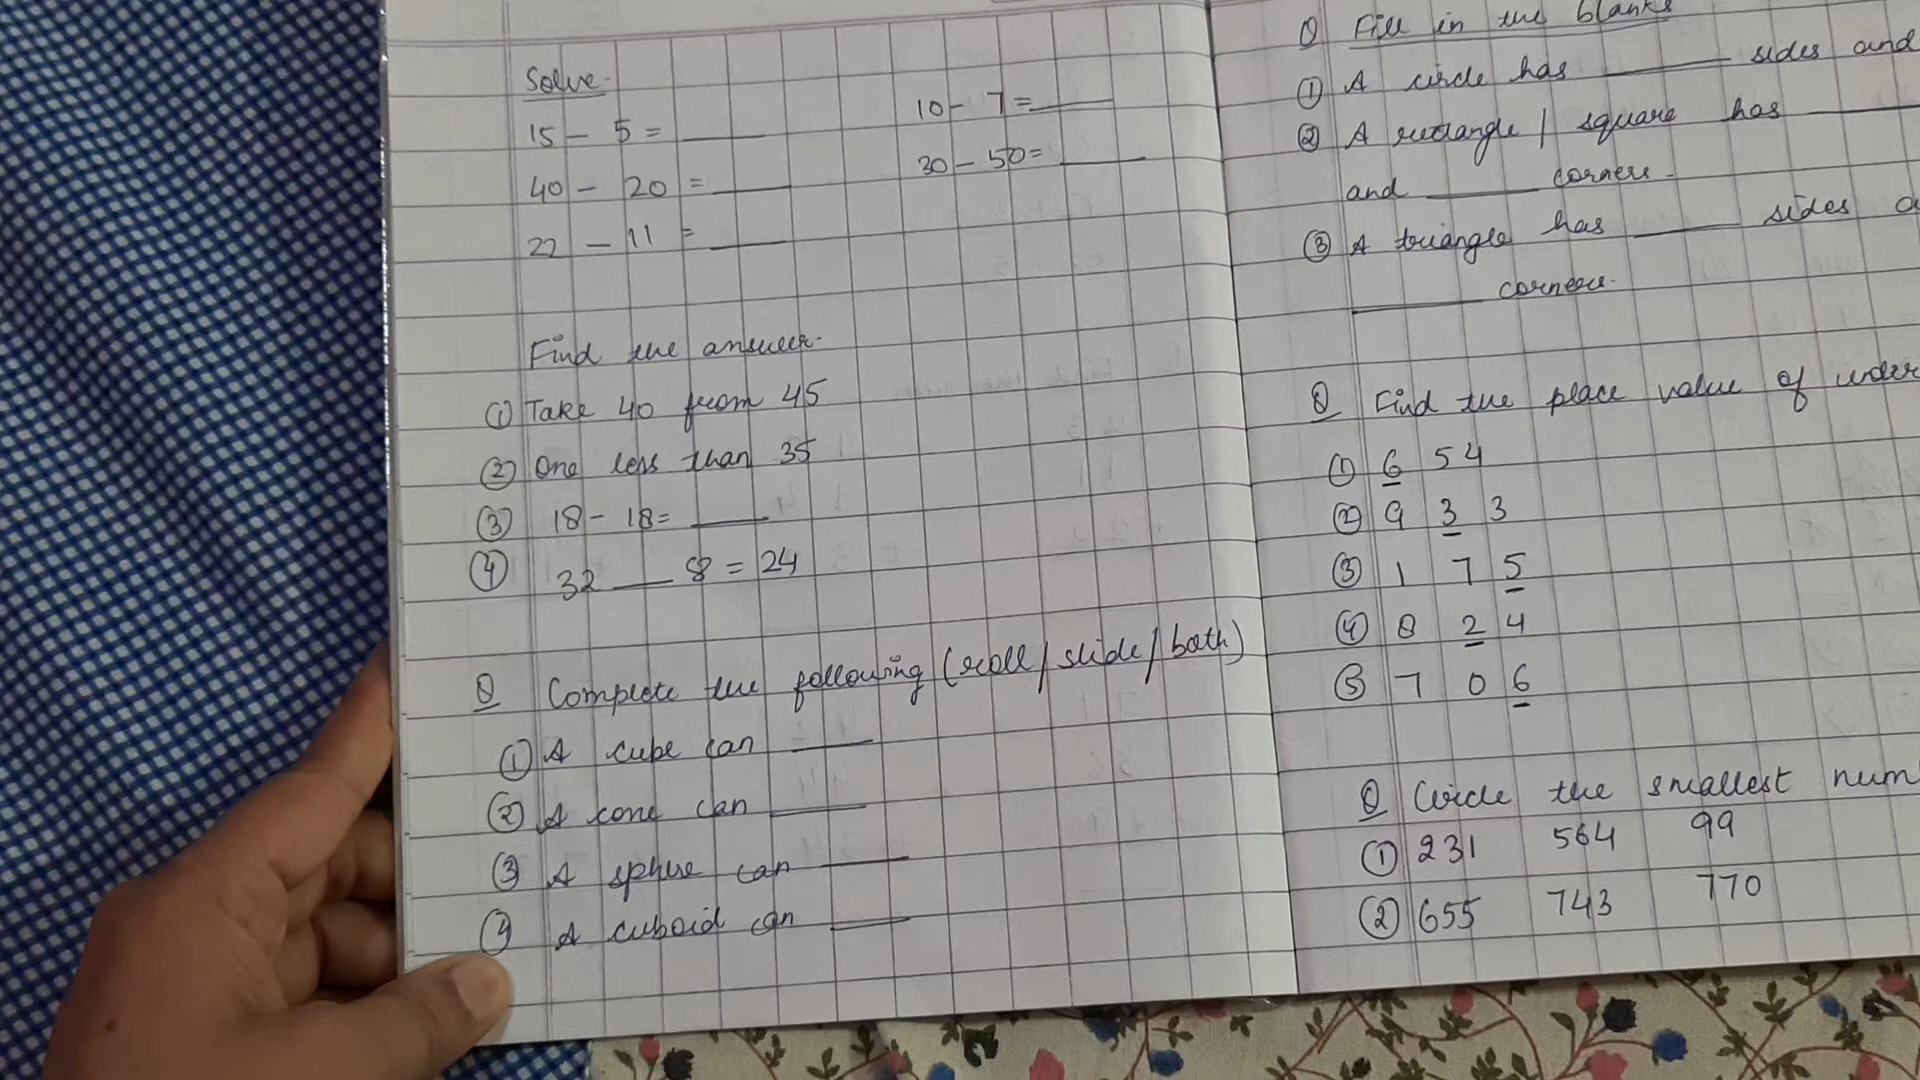 Solve.
15 - 5 = ____
40 - 20 = ____
22 - 11 = ____
10 - 7 = ____
30 - 50 = ____
Find the answer.
① Take 40 from 45
② One less than 35
③ 18 - 18 = ____
④ 32 ____ 8 = 24
Q Complete the following (roll / slide / both)
① A cube can ____
② A cone can ____
③ A sphere can ____
④ A cuboid can ____
Q Fill in the blanks
① A circle has ____ sides and
② A rectangle / square has ____
and ____ corners.
③ A triangle has ____ sides a
____ corners.
Q Find the place value of under
① 6 5 4
② 9 3 3
③ 1 7 5
④ 8 2 4
⑤ 7 0 6
Q Circle the smallest num
① 231 564 99
② 655 743 770